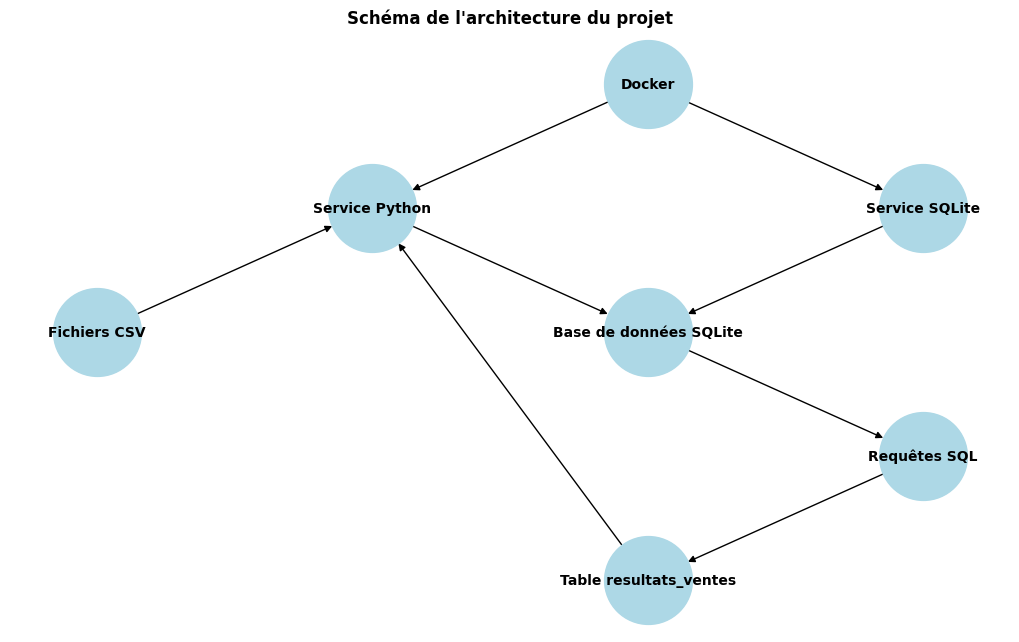 Schéma de l'architecture du projet
Docker
Service Python
Service SQLite
Fichiers CSV
Base de données SQLite
Requêtes SQL
Table resultats_ventes